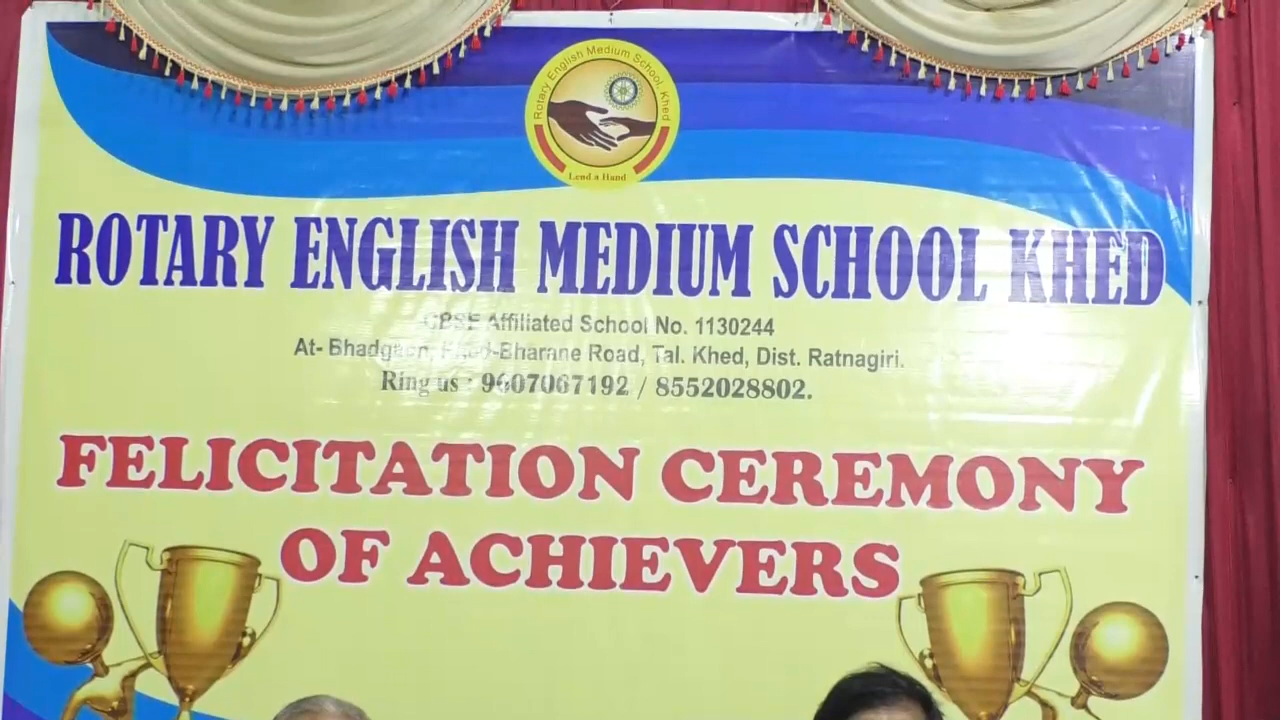 Rotary English Medium School, Khed
Lend a Hand
ROTARY ENGLISH MEDIUM SCHOOL KHED
CBSE Affiliated School No. 1130244
At- Bhadgaon, Khed-Bharane Road, Tal. Khed, Dist. Ratnagiri.
Ring us : 9607067192 / 8552028802.
FELICITATION CEREMONY
OF ACHIEVERS